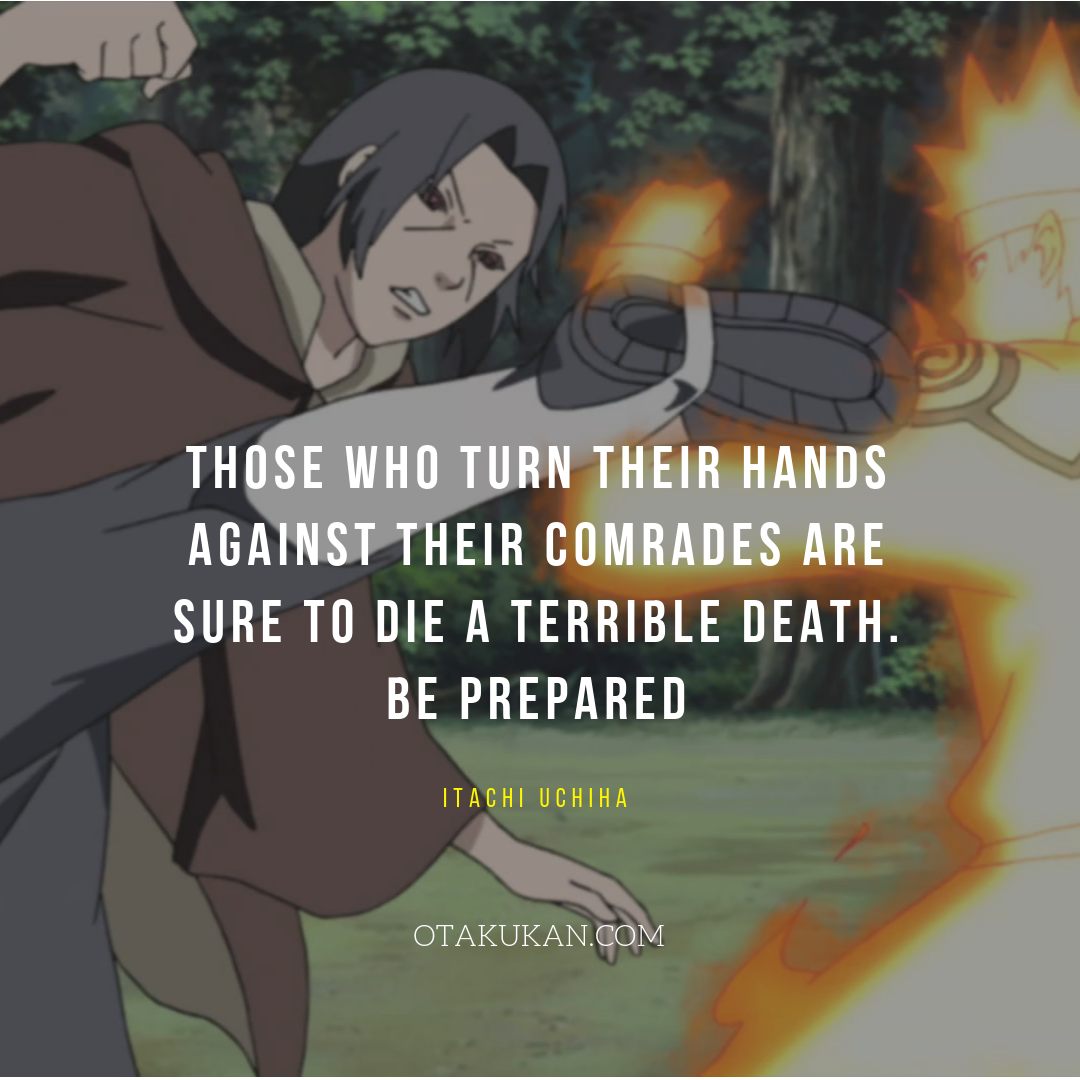 THOSE WHO TURN THEIR HANDS
AGAINST THEIR COMRADES ARE
SURE TO DIE A TERRIBLE DEATH.
BE PREPARED
ITACHI UCHIHA
OTAKUKAN.COM